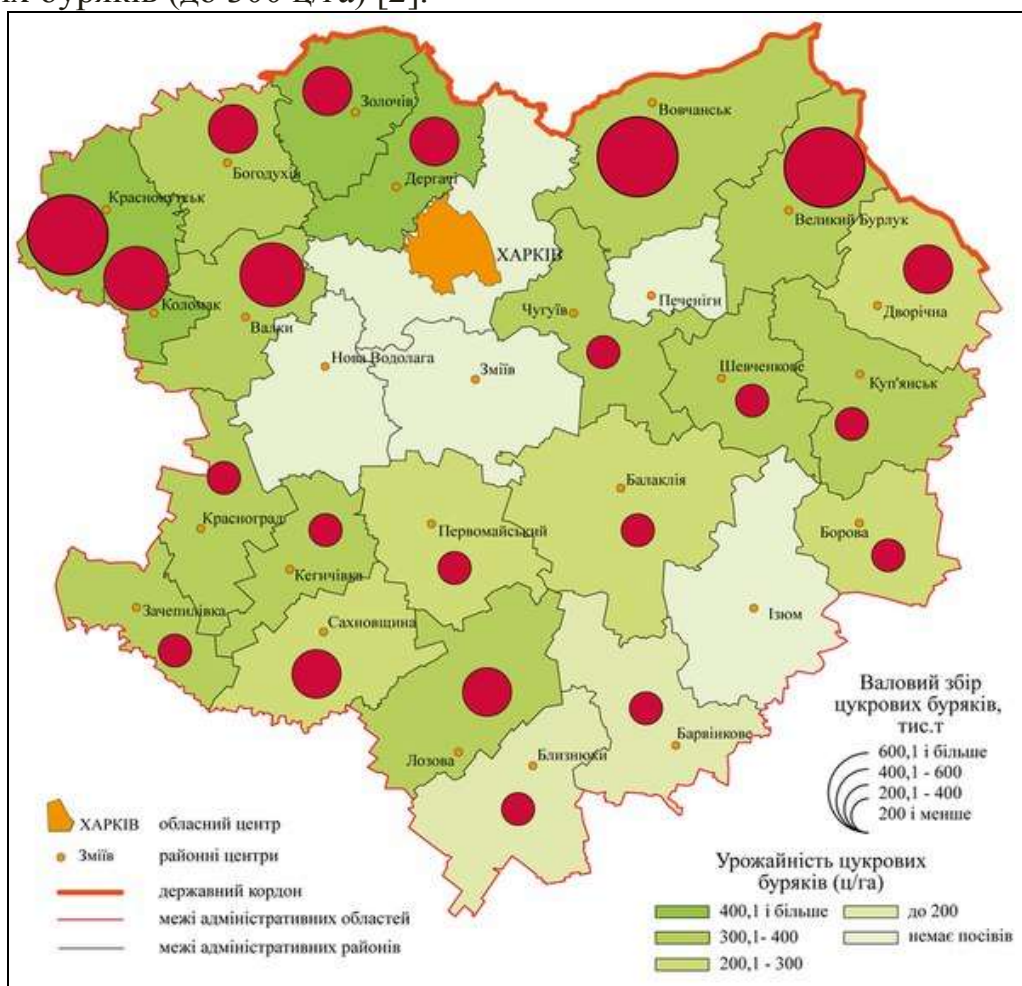 их буряків (до 300 ц/га) [2].
Золочів
Вовчанськ
Богодухів
Дергачі
Краснокутськ
Великий Бурлук
ХАРКІВ
Коломак
Валки
Чугуїв
Печеніги
Дворічна
Нова Водолага
Зміїв
Шевченкове
Куп'янськ
Балаклія
Красноград
Первомайський
Борова
Кегичівка
Зачепилівка
Сахновщина
Ізюм
Лозова
Близнюки
Барвінкове
Валовий збір
цукрових буряків,
тис.т
600,1 і більше
400,1 - 600
200,1 - 400
200 і менше
ХАРКІВ обласний центр
Зміїв районні центри
державний кордон
межі адміністративних областей
межі адміністративних районів
Урожайність цукрових
буряків (ц/га)
400,1 і більше
300,1- 400
200,1 - 300
до 200
немає посівів